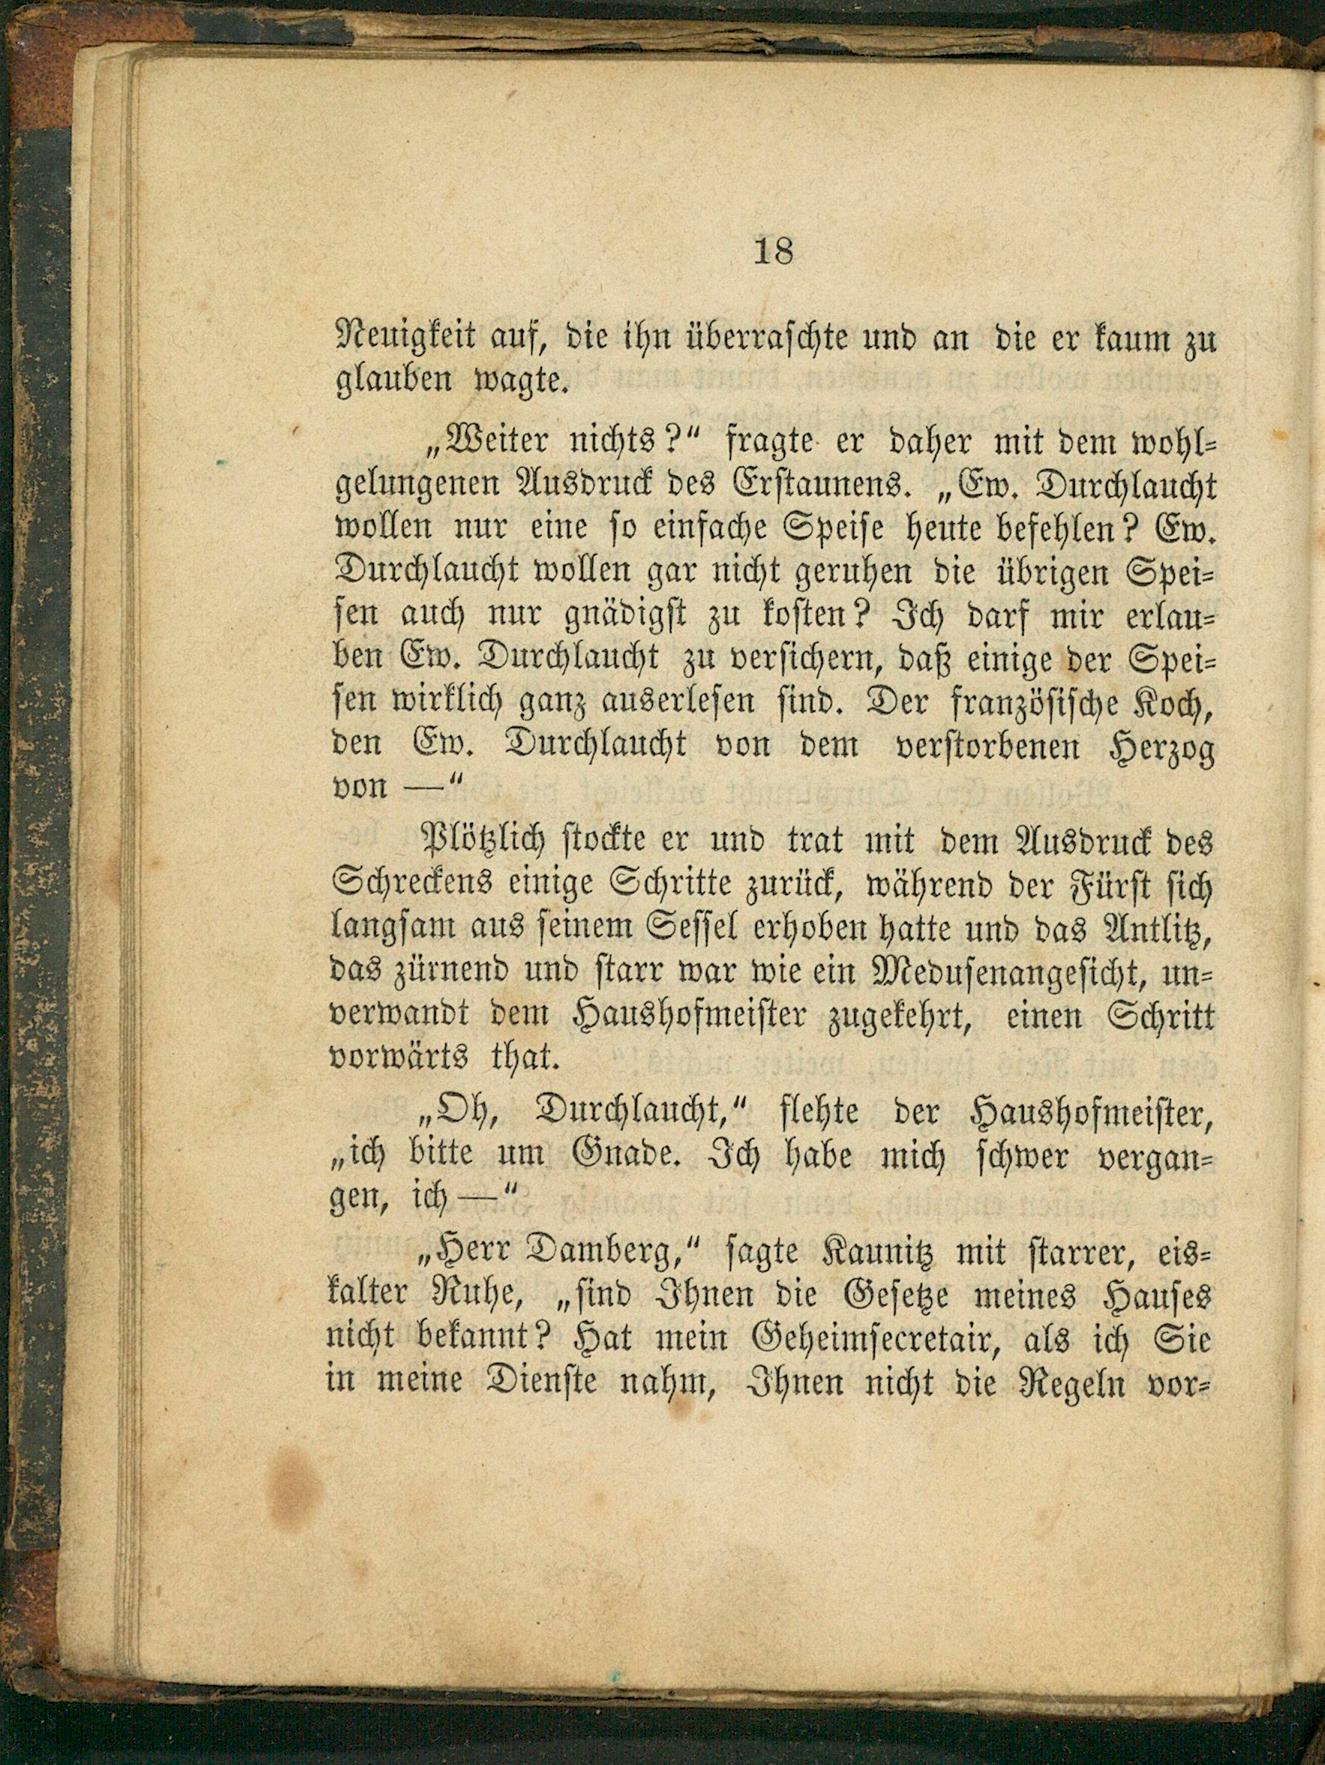 18
Neuigkeit auf, die ihn überraschte und an die er kaum zu
glauben wagte.
„Weiter nichts?“ fragte er daher mit dem wohl-
gelungenen Ausdruck des Erstaunens. „Ew. Durchlaucht
wollen nur eine so einfache Speise heute befehlen? Ew.
Durchlaucht wollen gar nicht geruhen die übrigen Spei-
sen auch nur gnädigst zu kosten? Ich darf mir erlau-
ben Ew. Durchlaucht zu versichern, daß einige der Spei-
sen wirklich ganz auserlesen sind. Der französische Koch,
den Ew. Durchlaucht von dem verstorbenen Herzog
von —“
Plötzlich stockte er und trat mit dem Ausdruck des
Schreckens einige Schritte zurück, während der Fürst sich
langsam aus seinem Sessel erhoben hatte und das Antlitz,
das zürnend und starr war wie ein Medusenangesicht, un-
verwandt dem Haushofmeister zugekehrt, einen Schritt
vorwärts that.
„Oh, Durchlaucht,“ flehte der Haushofmeister,
„ich bitte um Gnade. Ich habe mich schwer vergan-
gen, ich —“
„Herr Damberg,“ sagte Kaunitz mit starrer, eis-
kalter Ruhe, „sind Ihnen die Gesetze meines Hauses
nicht bekannt? Hat mein Geheimsecretair, als ich Sie
in meine Dienste nahm, Ihnen nicht die Regeln vor-